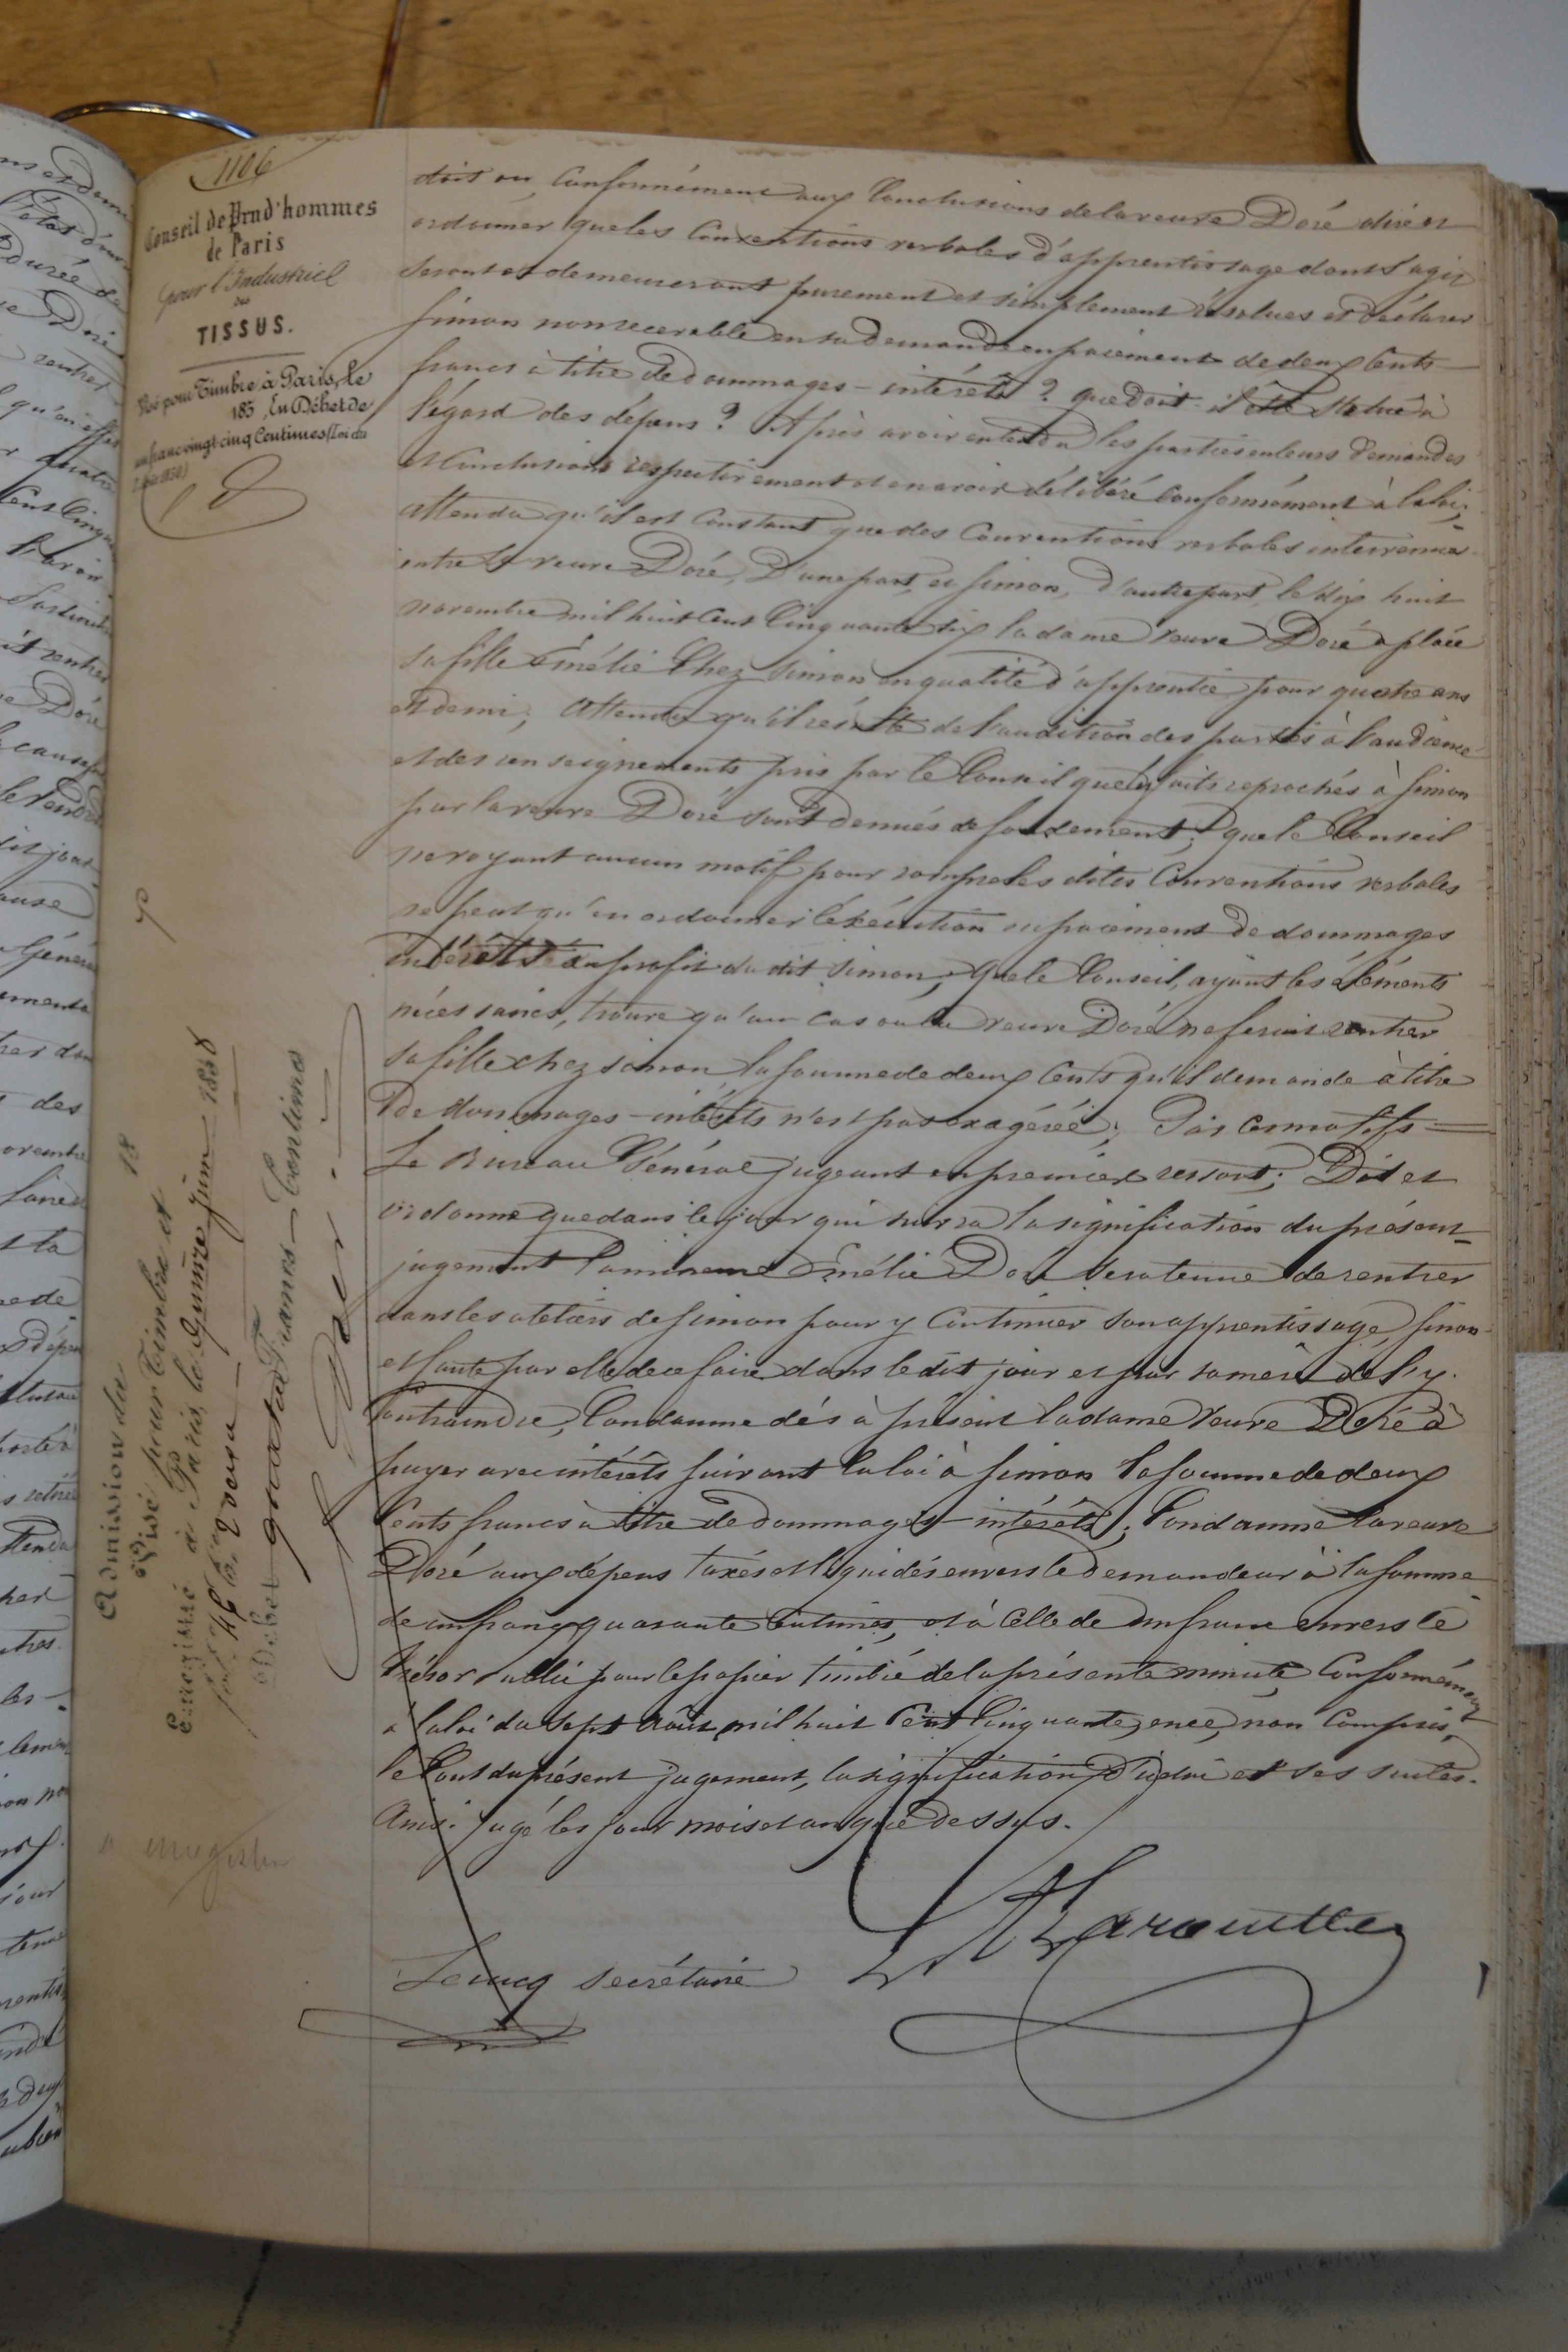 1106
Conseil de Prud'hommes
de Paris
pour l'Industriel
des
TISSUS.
Visé pour Timbre à Paris, le
185 En Débet de
un franc vingt cinq Centimes (Loi du
doit on conformément aux Conclusions de la veuve Doré dire et
ordonner que les Conventions verbales d'apprentissage dont s'agit
seront et demeureront purement et simplement résolues et déclarer
Simon non recevable en sa demande en paiement de deux Cents
francs à titre de dommages-intérêts ? que doit-il être statué à
l'égard des dépens ? Après avoir entendu les parties en leurs demandes
et Conclusions respectivement et en avoir délibéré conformément à la loi;
attendu qu'il est Constant que des Conventions verbales intervenues
entre la veuve Doré, D'une part, et Simon, d'autre part, le dix huit
novembre mil huit Cent Cinquante six la dame veuve Doré a placé
sa fille Emélie Chez Simon en qualité d'apprentie pour quatre ans
et demi; Attendu qu'il résulte de l'audition des parties à l'audience
et des renseignements pris par le Conseil que les faits reprochés à Simon
par la veuve Doré sont denués de fondement; que le Conseil
ne voyant aucun motif pour rompre les dites Conventions verbales
ne peut qu'en ordonner l'éxécution ou paiement de dommages
intérêts au profit du dit Simon; Que le Conseil, ayant les éléments
nécessaires, trouve qu'au cas où la veuve Doré ne ferait rentrer
sa fille chez Simon la somme de deux Cents qu'il demande à titre
De dommages-intérêts n'est pas exagérée; Par ces motifs =
Le Bureau Général jugeant en premier ressort; Dit et
ordonne que dans le jour qui suivra la signification du présent
jugement la mineure Emélie Doré sera tenue de rentrer
dans les ateliers de Simon pour y Continuer son apprentissage, sinon
et faute par elle de ce faire dans le dit jour et par sa mère de l'y
Contraindre, Condamne dés à présent la dame Veuve Doré à
payer avec intérêts suivant la loi à Simon la somme de deux
Cents francs à titre de dommages-intérêts; Condamne la veuve
Doré aux dépens taxés et liquidés envers le demandeur à la somme
de un franc quarante Centimes, et à Celle de un franc envers le
Trésor Public pour le papier timbré de la présente minute Conformément
à la loi du sept Août mil huit Cent Cinquante, ence, non Compris
le Coût du présent jugement, la signification d'icelui et ses suites.
Ainsi jugé les jour mois et an que dessus.
secrétaire
Admission du 18
Visé pour Timbre et
Enregistré à Paris, le quinze Juin 1858
fol. 46 Ce 2 verso
Débet gratuit Francs Centimes